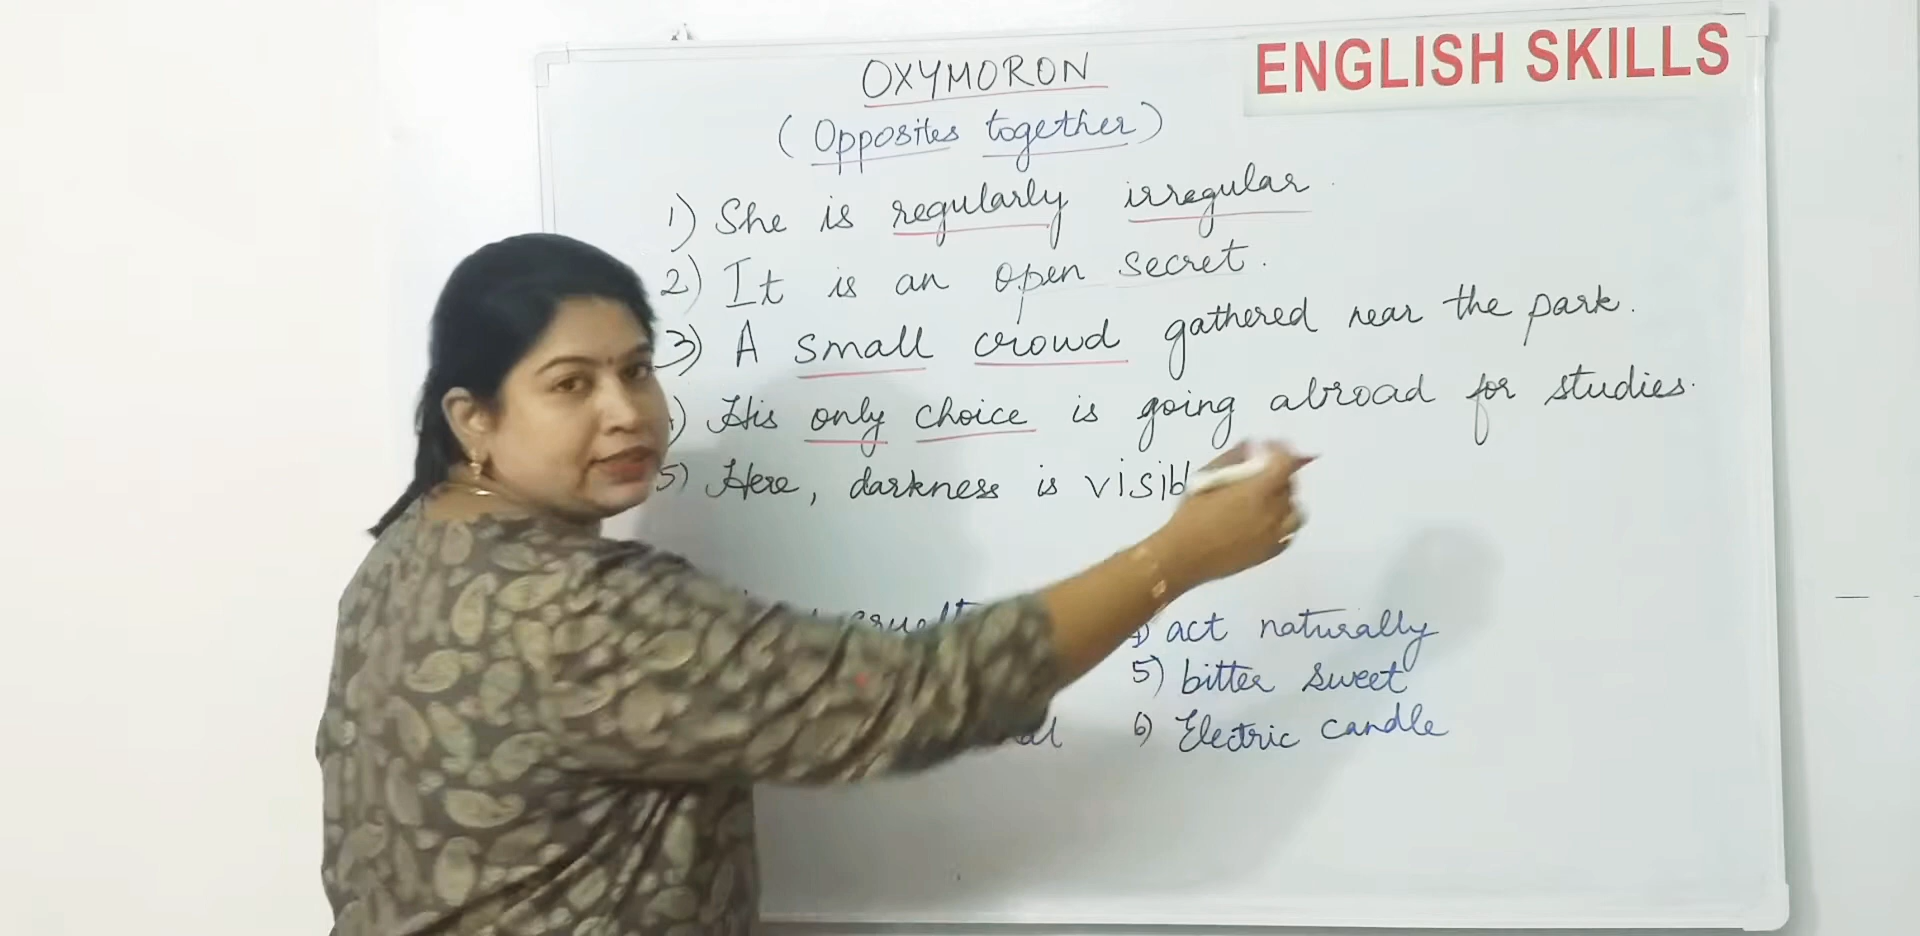 ENGLISH SKILLS
OXYMORON
(Opposites together)
1) She is regularly irregular.
2) It is an open secret.
3) A small crowd gathered near the park.
) His only choice is going abroad for studies.
5) Here, darkness is visib
act naturally
5) bitter sweet
6) Electric candle